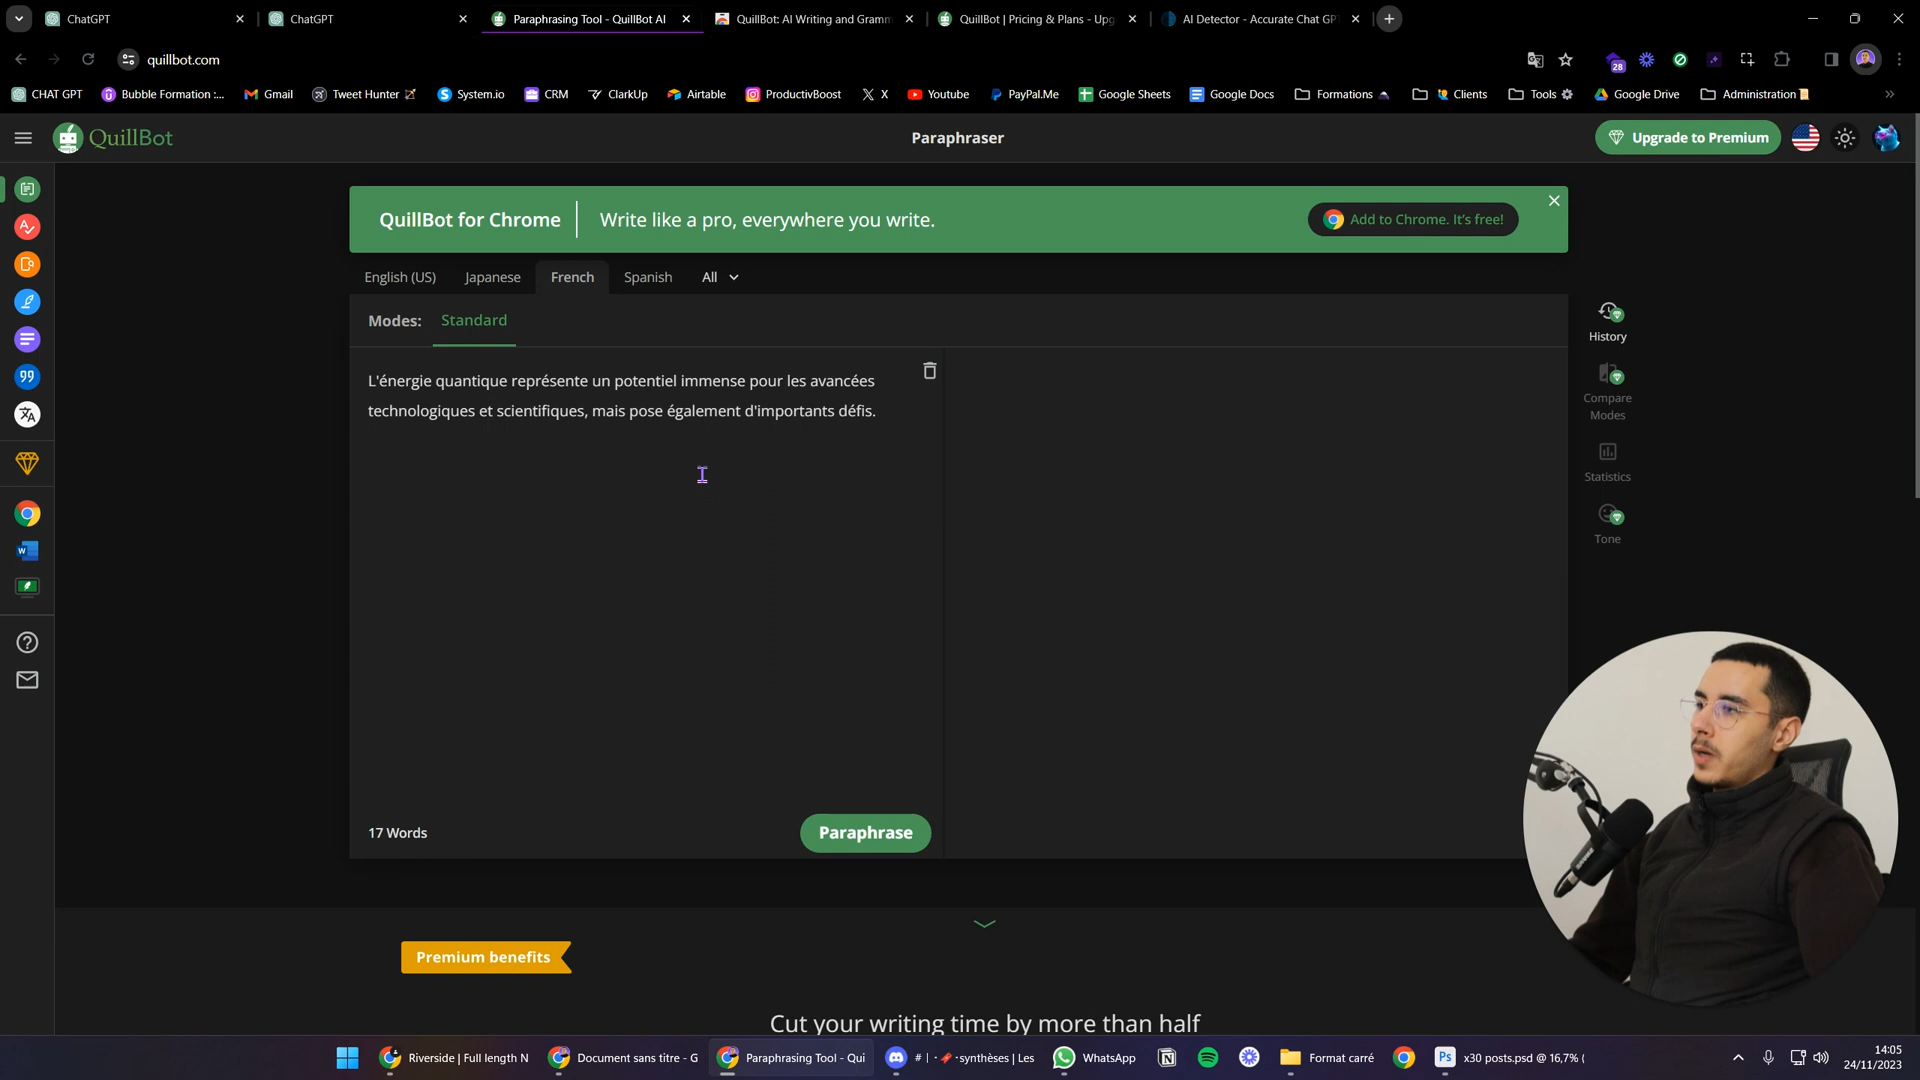 ChatGPT
ChatGPT
Paraphrasing Tool - QuillBot AI
QuillBot: AI Writing and Gramm
QuillBot | Pricing & Plans - Upg
AI Detector - Accurate Chat GP
quillbot.com
28
CHAT GPT
Bubble Formation :...
Gmail
Tweet Hunter
System.io
CRM
ClarkUp
Airtable
ProductivBoost
X
Youtube
PayPal.Me
Google Sheets
Google Docs
Formations
Clients
Tools
Google Drive
Administration
QuillBot
Paraphraser
Upgrade to Premium
QuillBot for Chrome
Write like a pro, everywhere you write.
Add to Chrome. It's free!
English (US)
Japanese
French
Spanish
All
Modes:
Standard
History
Compare
Modes
Statistics
Tone
L'énergie quantique représente un potentiel immense pour les avancées
technologiques et scientifiques, mais pose également d'importants défis.
17 Words
Paraphrase
Premium benefits
Cut your writing time by more than half
Riverside | Full length N
Document sans titre - G
Paraphrasing Tool - Qui
# | ・ -synthèses | Les
WhatsApp
Format carré
x30 posts.psd @ 16,7% (
14:05
24/11/2023